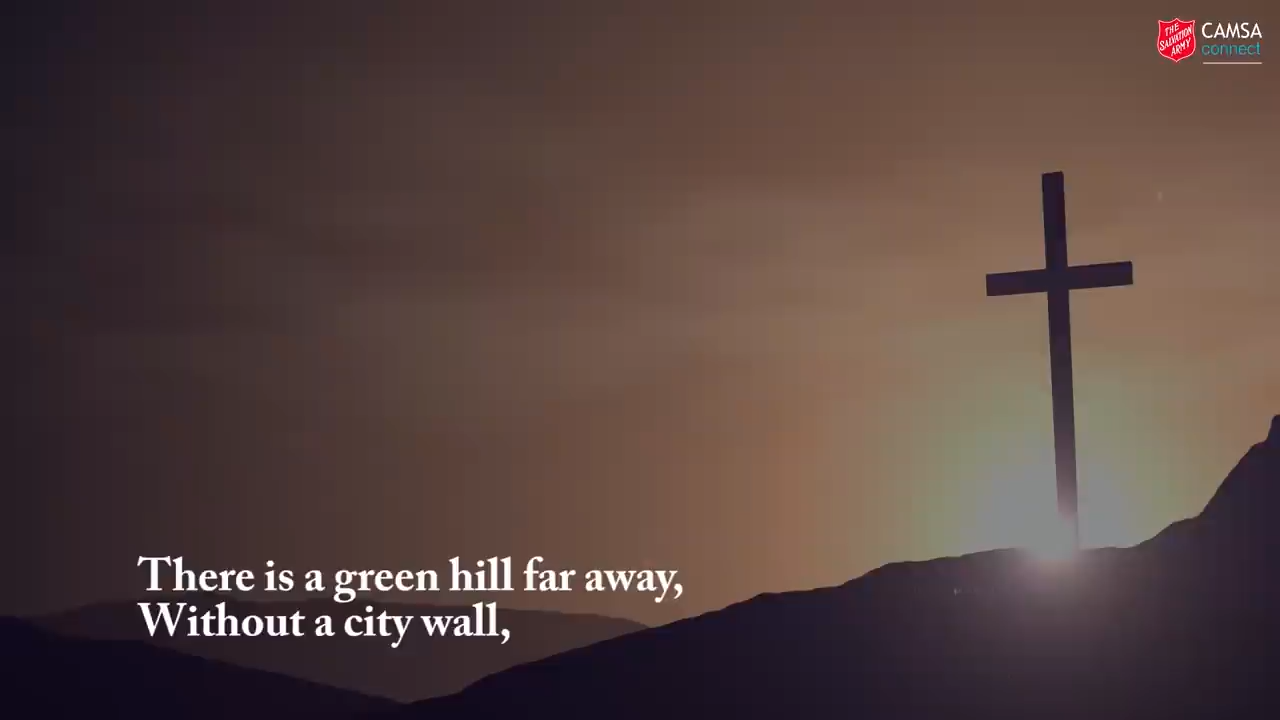 THE
SALVATION
ARMY
CAMSA
connect
There is a green hill far away,
Without a city wall,